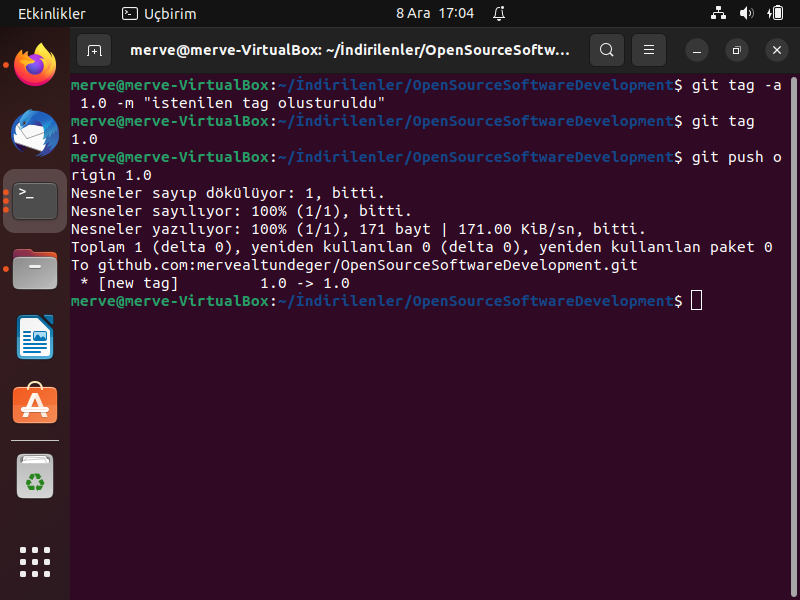 Etkinlikler
Uçbirim
8 Ara 17:04
merve@merve-VirtualBox: ~/İndirilenler/OpenSourceSoftw...
merve@merve-VirtualBox:~/İndirilenler/OpenSourceSoftwareDevelopment$ git tag -a
 1.0 -m "istenilen tag olusturuldu"
merve@merve-VirtualBox:~/İndirilenler/OpenSourceSoftwareDevelopment$ git tag
1.0
merve@merve-VirtualBox:~/İndirilenler/OpenSourceSoftwareDevelopment$ git push o
rigin 1.0
Nesneler sayıp dökülüyor: 1, bitti.
Nesneler sayılıyor: 100% (1/1), bitti.
Nesneler yazılıyor: 100% (1/1), 171 bayt | 171.00 KiB/sn, bitti.
Toplam 1 (delta 0), yeniden kullanılan 0 (delta 0), yeniden kullanılan paket 0
To github.com:mervealtundeger/OpenSourceSoftwareDevelopment.git
 * [new tag]         1.0 -> 1.0
merve@merve-VirtualBox:~/İndirilenler/OpenSourceSoftwareDevelopment$